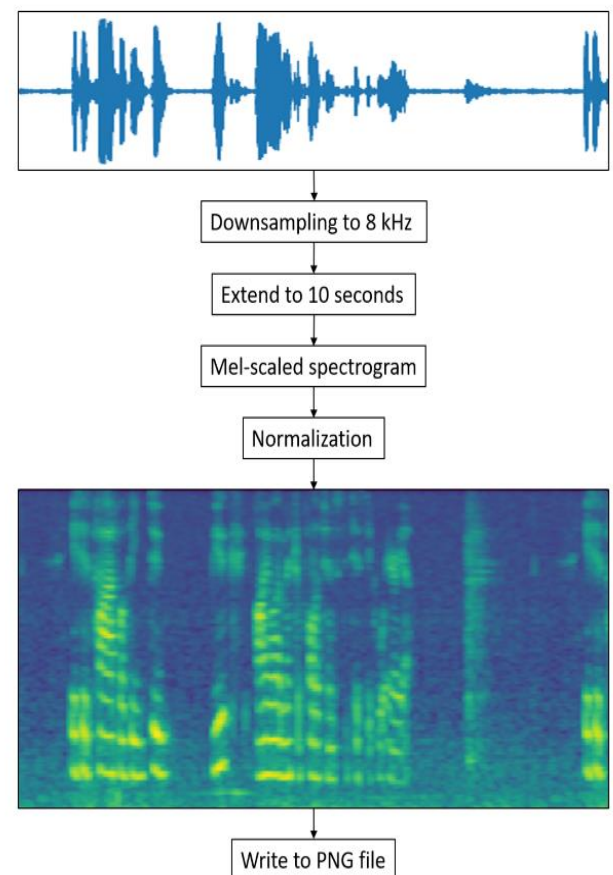 Downsampling to 8 kHz
Extend to 10 seconds
Mel-scaled spectrogram
Normalization
Write to PNG file